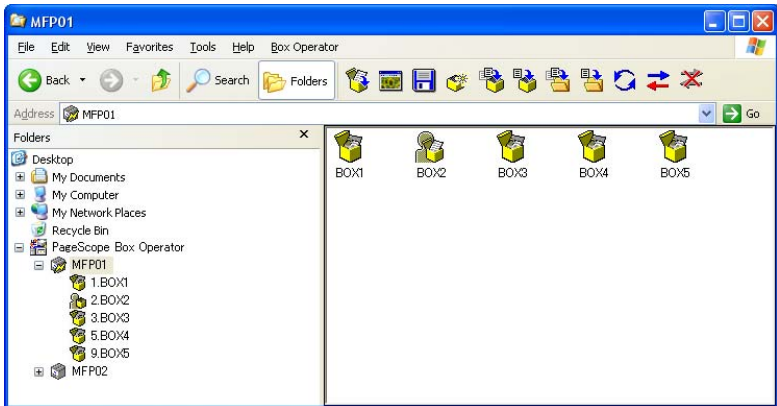 MFP01
File Edit View Favorites Tools Help Box Operator
Back Search Folders
Address MFP01 Go
Folders
Desktop
My Documents
My Computer
My Network Places
Recycle Bin
PageScope Box Operator
MFP01
1.BOX1
2.BOX2
3.BOX3
5.BOX4
9.BOX5
MFP02
BOX1 BOX2 BOX3 BOX4 BOX5